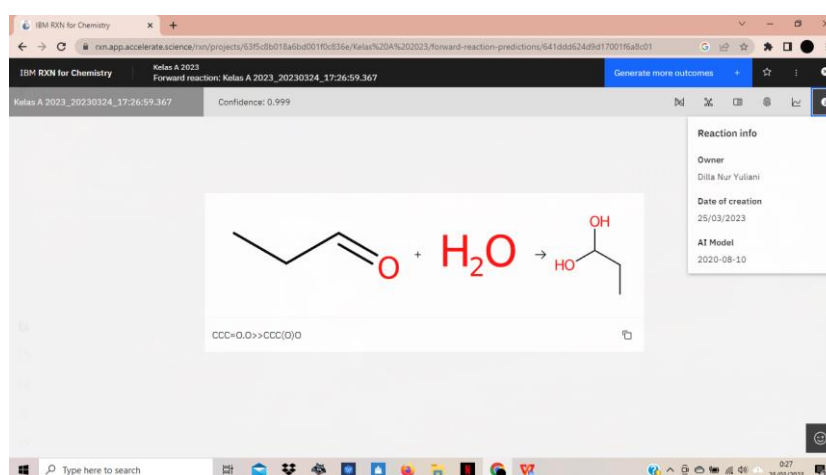 IBM RXN for Chemistry
rxn.app.accelerate.science/rxn/projects/63f5c8b018a6bd001f0c836e/Kelas%20A%202023/forward-reaction-predictions/641ddd624d9d17001f6a8c01
IBM RXN for Chemistry
Kelas A 2023
Forward reaction: Kelas A 2023_20230324_17:26:59.367
Generate more outcomes +
Kelas A 2023_20230324_17:26:59.367
Confidence: 0.999
Reaction info
Owner
Dilla Nur Yuliani
Date of creation
25/03/2023
AI Model
2020-08-10
O + H2O →
OH
HO
CCC=O.O>>CCC(O)O
Type here to search
0:27
25/03/2023